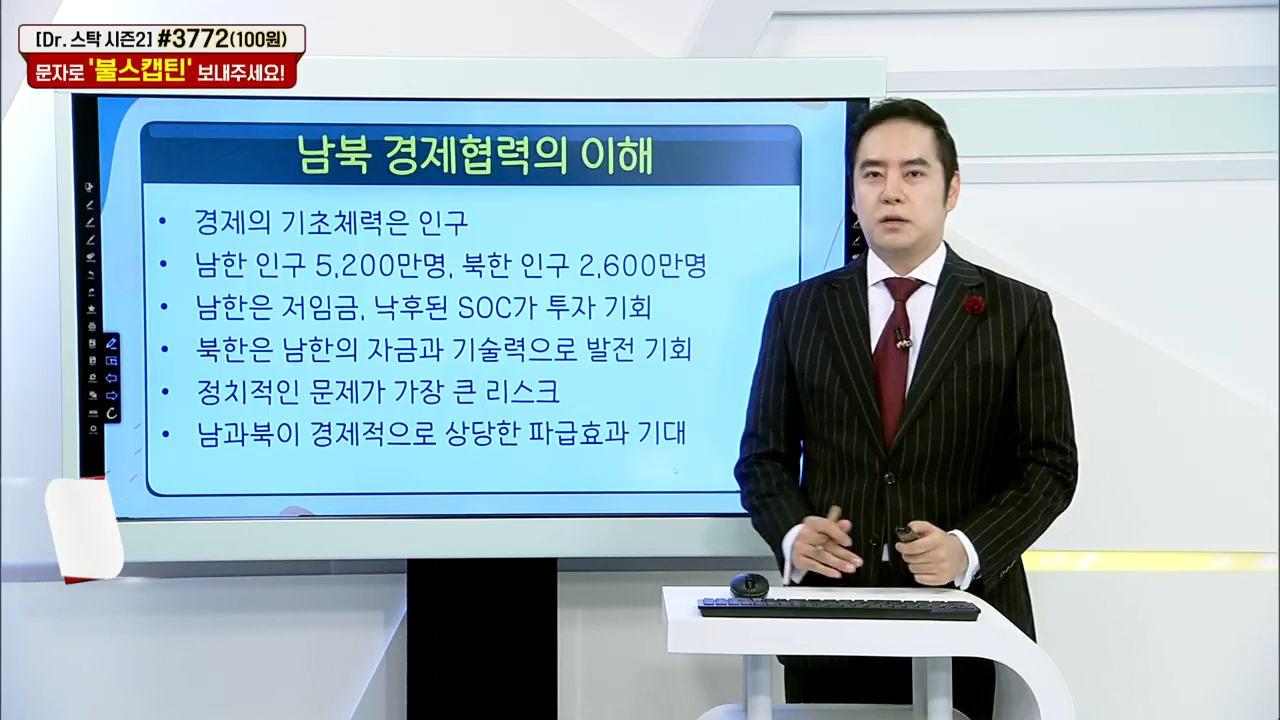 [Dr. 스탁 시즌2] #3772(100원)
문자로 '불스캡틴' 보내주세요!
남북 경제협력의 이해
• 경제의 기초체력은 인구
• 남한 인구 5,200만명, 북한 인구 2,600만명
• 남한은 저임금, 낙후된 SOC가 투자 기회
• 북한은 남한의 자금과 기술력으로 발전 기회
• 정치적인 문제가 가장 큰 리스크
• 남과북이 경제적으로 상당한 파급효과 기대